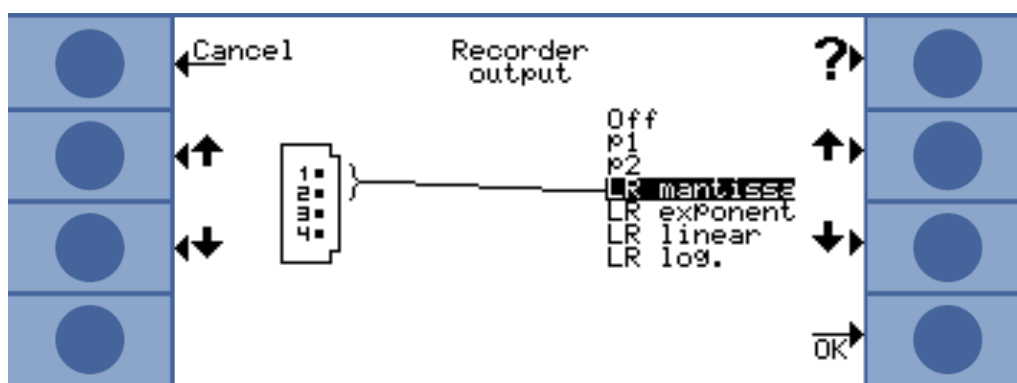 Cancel
Recorder
output
?
Off
p1
p2
LR mantissa
LR exponent
LR linear
LR log.
1
2
3
4
OK